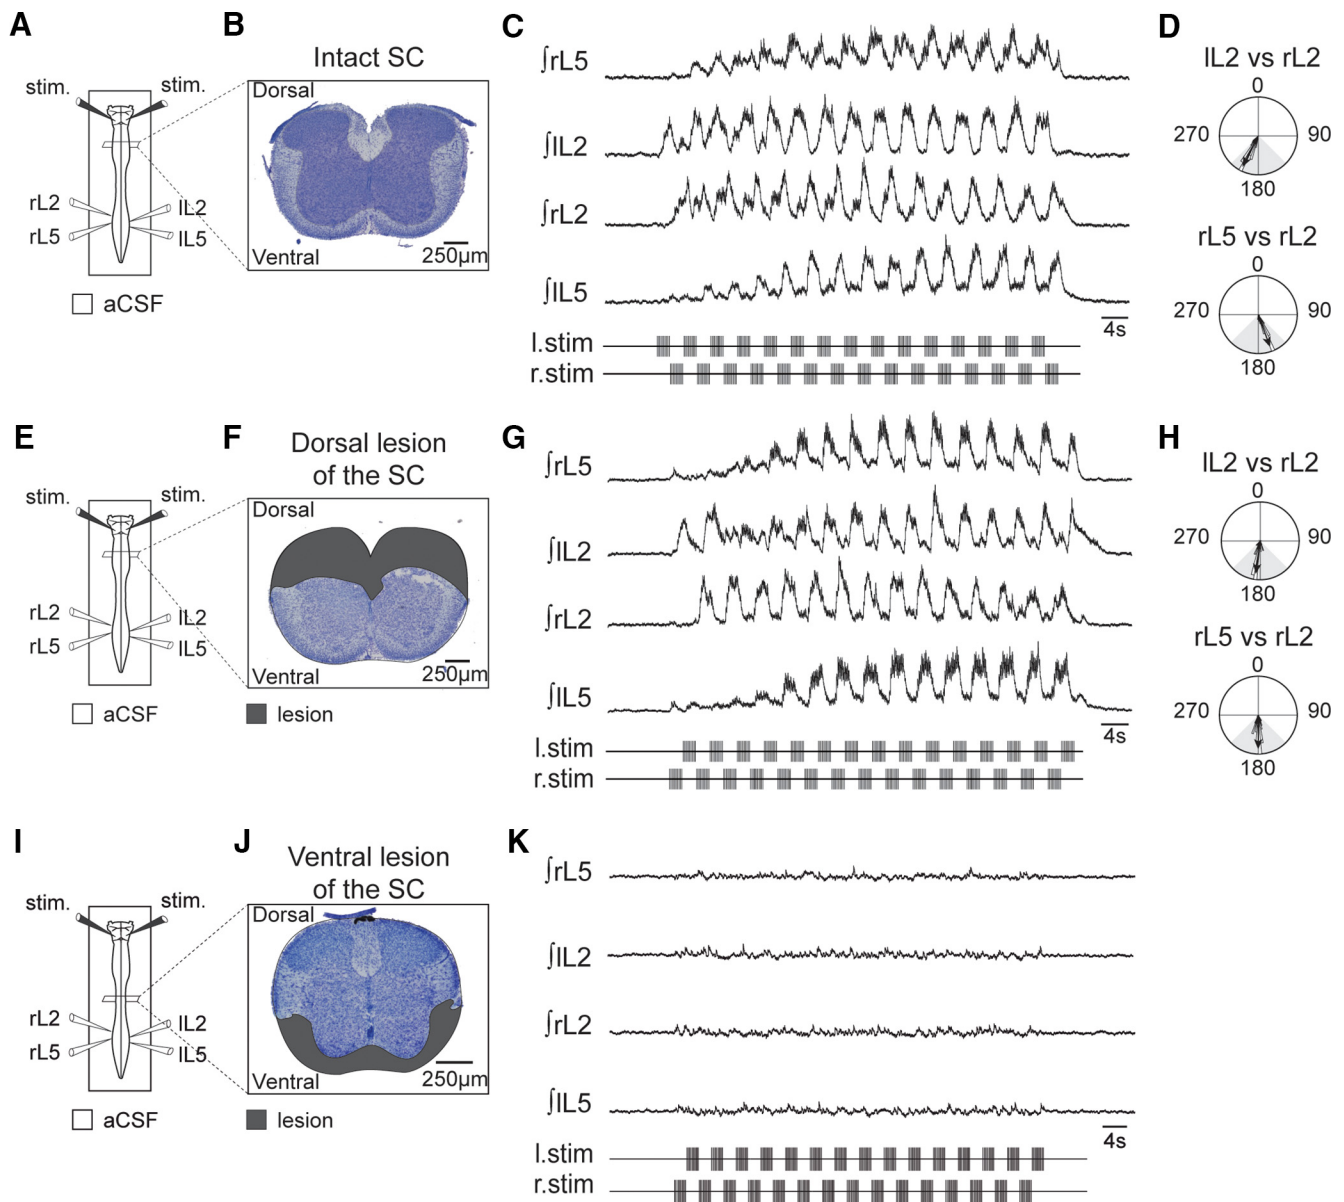 A
B
C
D
Intact SC
stim.
stim.
Dorsal
Ventral
250μm
rL2
rL5
lL2
lL5
aCSF
∫rL5
∫lL2
∫rL2
∫lL5
4s
l.stim
r.stim
lL2 vs rL2
0
270
90
180
rL5 vs rL2
0
270
90
180
E
F
G
H
Dorsal lesion
of the SC
stim.
stim.
Dorsal
Ventral
250μm
rL2
rL5
lL2
lL5
aCSF
lesion
∫rL5
∫lL2
∫rL2
∫lL5
4s
l.stim
r.stim
lL2 vs rL2
0
270
90
180
rL5 vs rL2
0
270
90
180
I
J
K
Ventral lesion
of the SC
stim.
stim.
Dorsal
Ventral
250μm
rL2
rL5
lL2
lL5
aCSF
lesion
∫rL5
∫lL2
∫rL2
∫lL5
4s
l.stim
r.stim